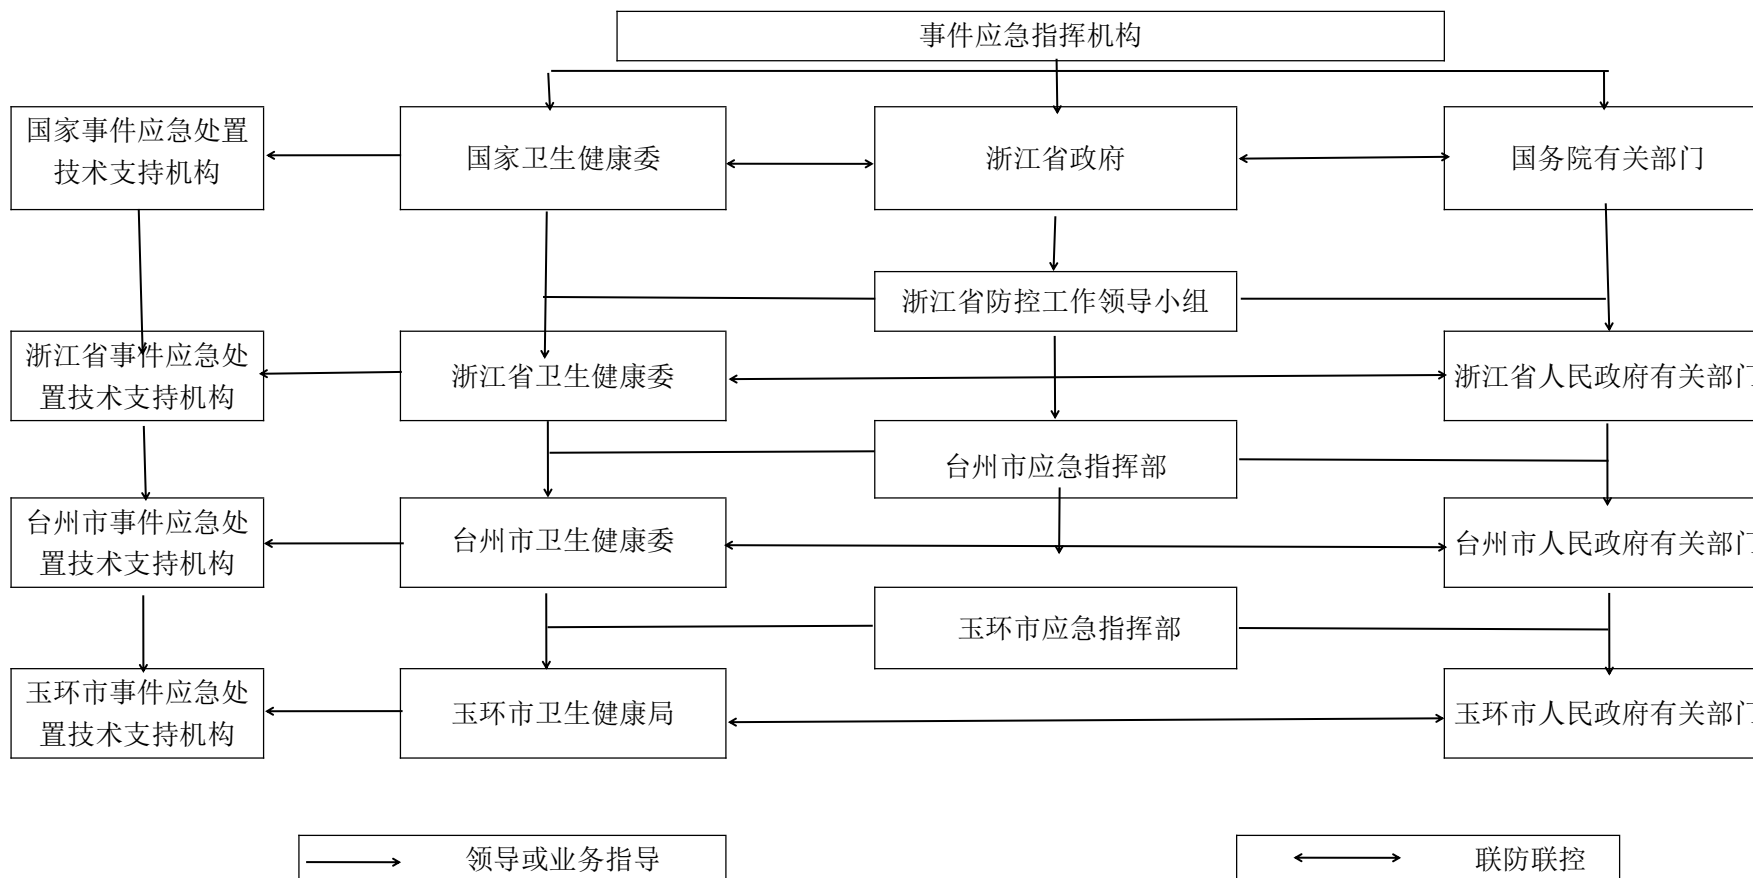 事件应急指挥机构
国家事件应急处置
技术支持机构
国家卫生健康委
浙江省政府
国务院有关部门
浙江省防控工作领导小组
浙江省事件应急处
置技术支持机构
浙江省卫生健康委
浙江省人民政府有关部门
台州市应急指挥部
台州市事件应急处
置技术支持机构
台州市卫生健康委
台州市人民政府有关部门
玉环市应急指挥部
玉环市事件应急处
置技术支持机构
玉环市卫生健康局
玉环市人民政府有关部门
领导或业务指导
联防联控